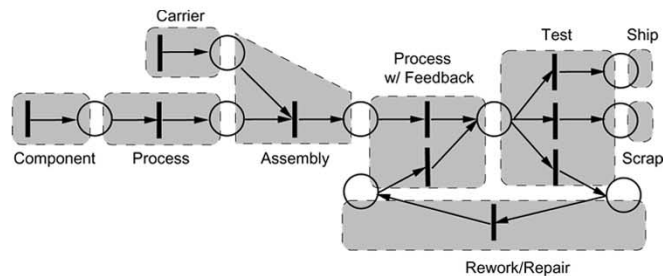 Carrier
Test
Ship
Process
w/ Feedback
Component
Process
Assembly
Scrap
Rework/Repair